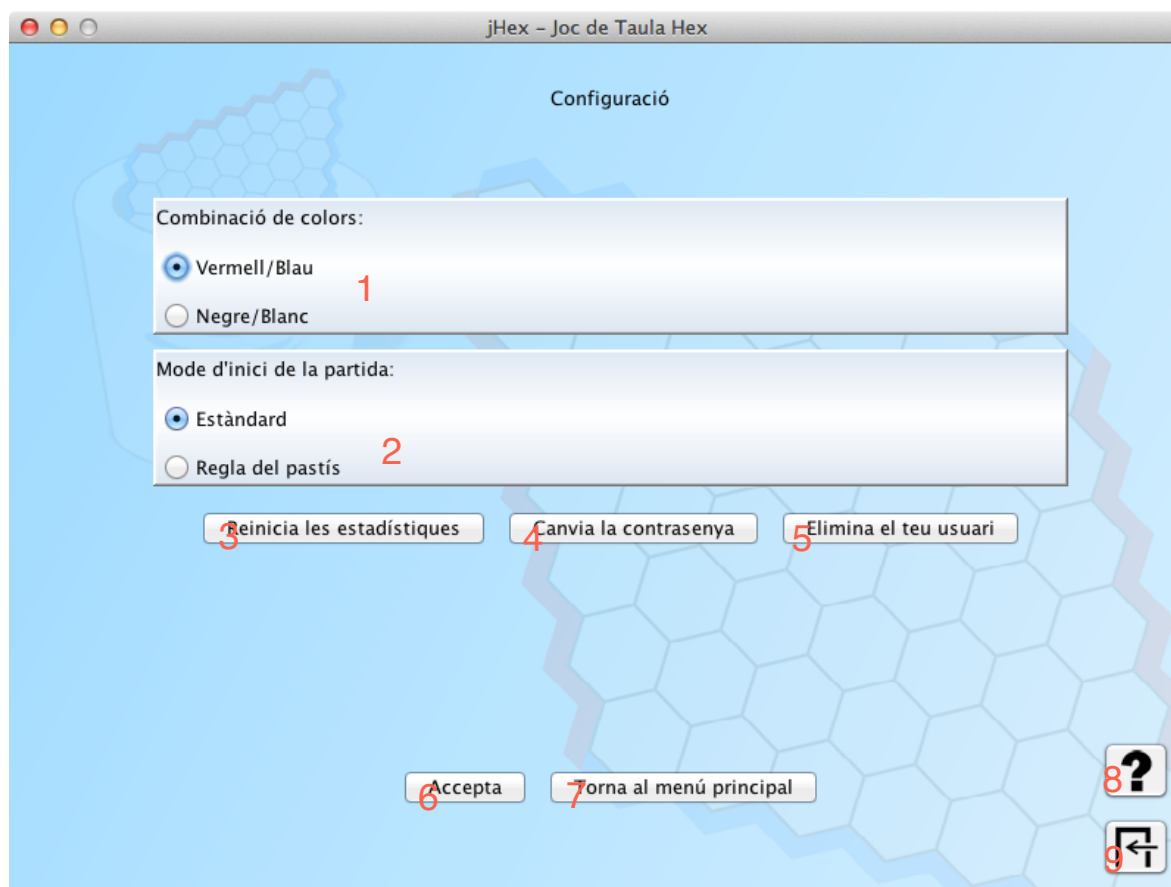 jHex – Joc de Taula Hex
Configuració
Combinació de colors:
Vermell/Blau
1
Negre/Blanc
Mode d'inici de la partida:
Estàndard
2
Regla del pastís
3 Reinicia les estadístiques
4 Canvia la contrasenya
5 Elimina el teu usuari
6 Accepta
7 Torna al menú principal
8 ?
9